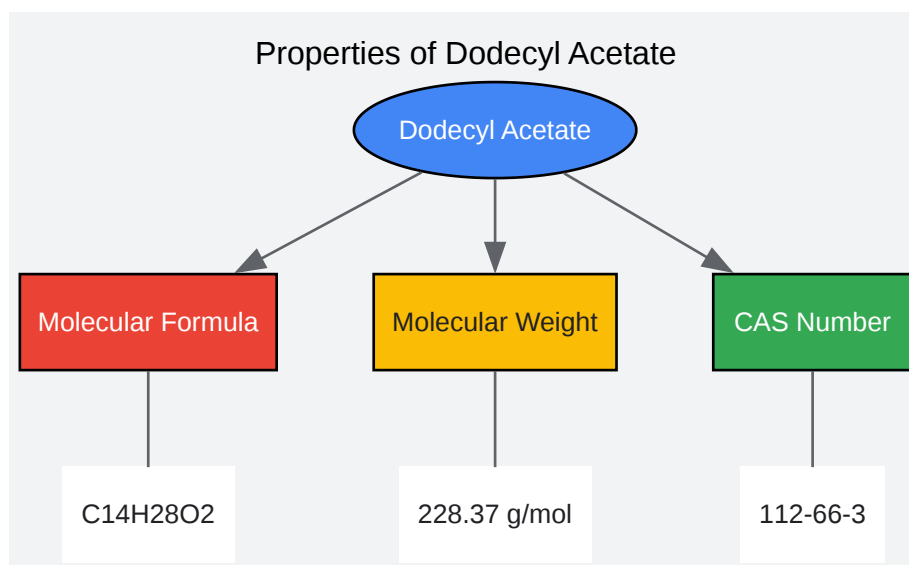 Properties of Dodecyl Acetate
Dodecyl Acetate
Molecular Formula
Molecular Weight
CAS Number
C14H28O2
228.37 g/mol
112-66-3